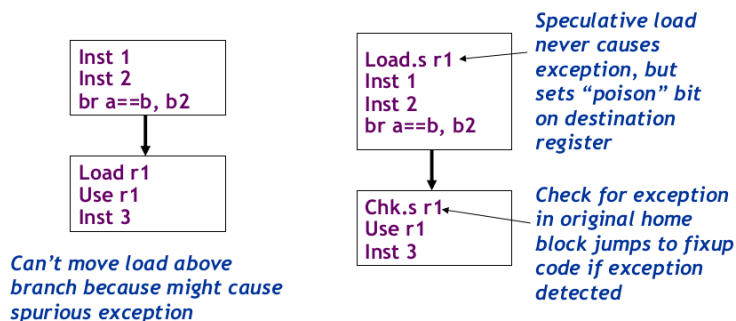 Inst 1
Inst 2
br a==b, b2
Load r1
Use r1
Inst 3
Can't move load above
branch because might cause
spurious exception
Load.s r1
Inst 1
Inst 2
br a==b, b2
Speculative load
never causes
exception, but
sets “poison” bit
on destination
register
Chk.s r1
Use r1
Inst 3
Check for exception
in original home
block jumps to fixup
code if exception
detected